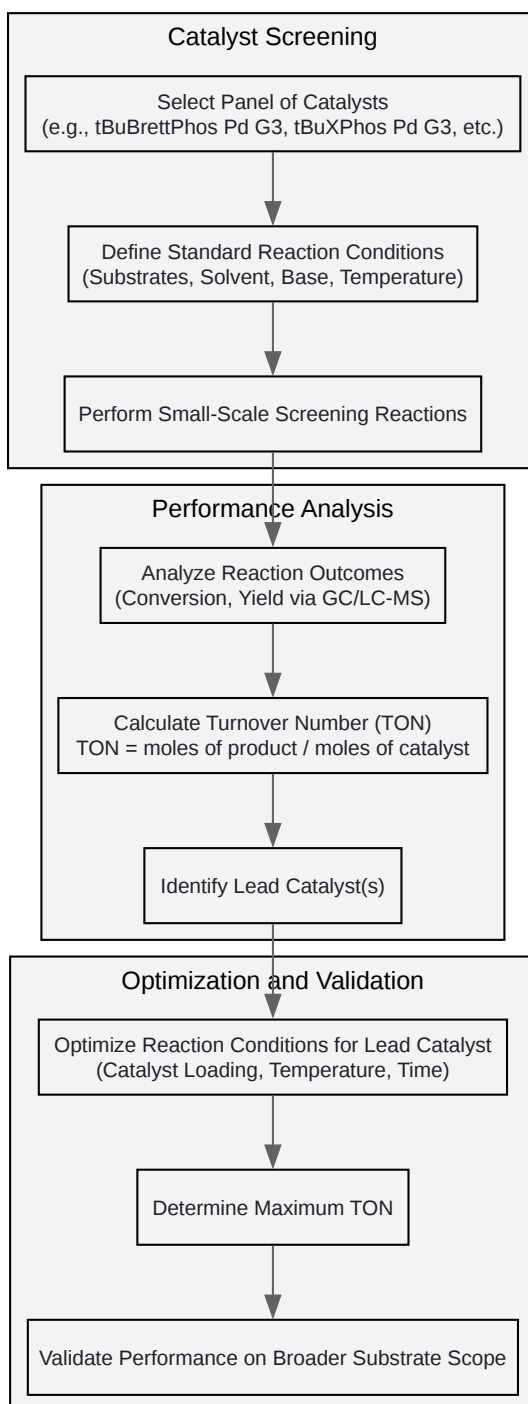 Catalyst Screening
Select Panel of Catalysts
(e.g., tBuBrettPhos Pd G3, tBuXPhos Pd G3, etc.)
Define Standard Reaction Conditions
(Substrates, Solvent, Base, Temperature)
Perform Small-Scale Screening Reactions
Performance Analysis
Analyze Reaction Outcomes
(Conversion, Yield via GC/LC-MS)
Calculate Turnover Number (TON)
TON = moles of product / moles of catalyst
Identify Lead Catalyst(s)
Optimization and Validation
Optimize Reaction Conditions for Lead Catalyst
(Catalyst Loading, Temperature, Time)
Determine Maximum TON
Validate Performance on Broader Substrate Scope